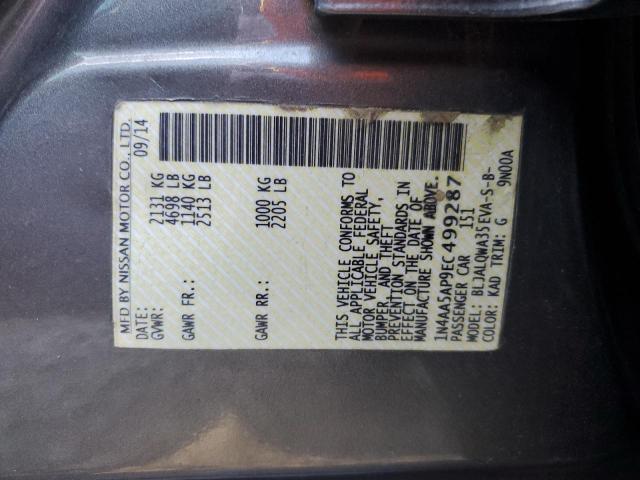 MFD BY NISSAN MOTOR CO., LTD.
DATE: 09/14
GVWR: 2131 KG
4698 LB
GAWR FR.: 1140 KG
2513 LB
GAWR RR.: 1000 KG
2205 LB
THIS VEHICLE CONFORMS TO
ALL APPLICABLE FEDERAL
MOTOR VEHICLE SAFETY,
BUMPER, AND THEFT
PREVENTION STANDARDS IN
EFFECT ON THE DATE OF
MANUFACTURE SHOWN ABOVE.
1N4AA5AP0EC499287
PASSENGER CAR 151
MODEL: BLJALQWA35EVA-S-B-
COLOR: KAD TRIM: G 9N00A